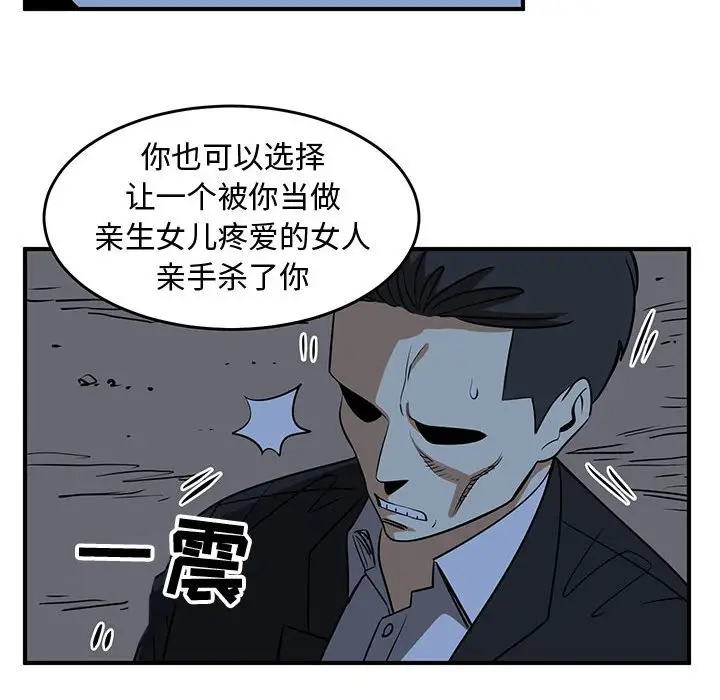 你也可以选择
让一个被你当做
亲生女儿疼爱的女人
亲手杀了你
一震